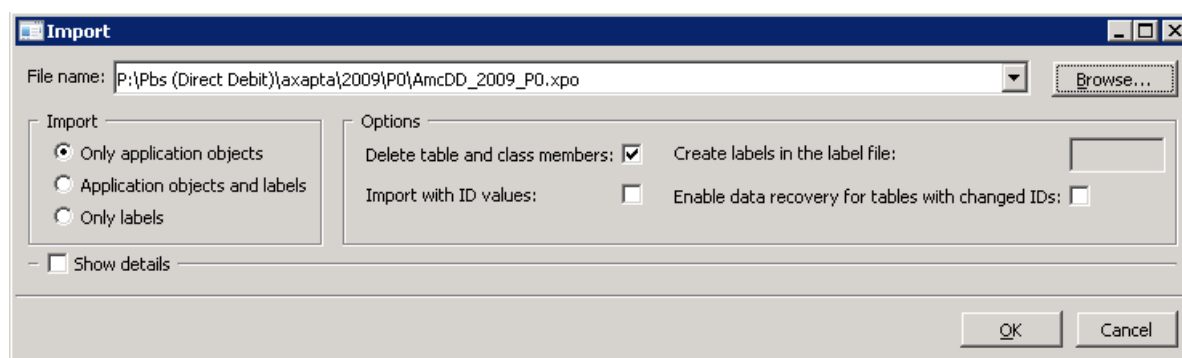 Import
File name: P:\Pbs (Direct Debit)\axapta\2009\P0\AmcDD_2009_P0.xpo Browse...
Import
Only application objects
Application objects and labels
Only labels
Options
Delete table and class members: Create labels in the label file:
Import with ID values: Enable data recovery for tables with changed IDs:
Show details
OK Cancel